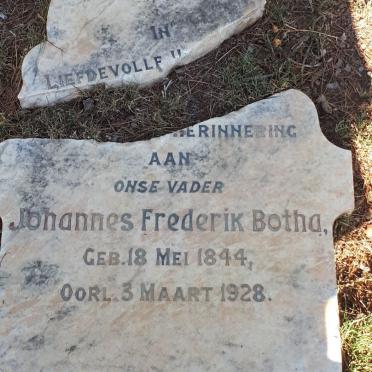 IN
LIEFDEVOLLE
HERINNERING
AAN
ONSE VADER
Johannes Frederik Botha,
GEB. 18 MEI 1844,
OORL. 3 MAART 1928.